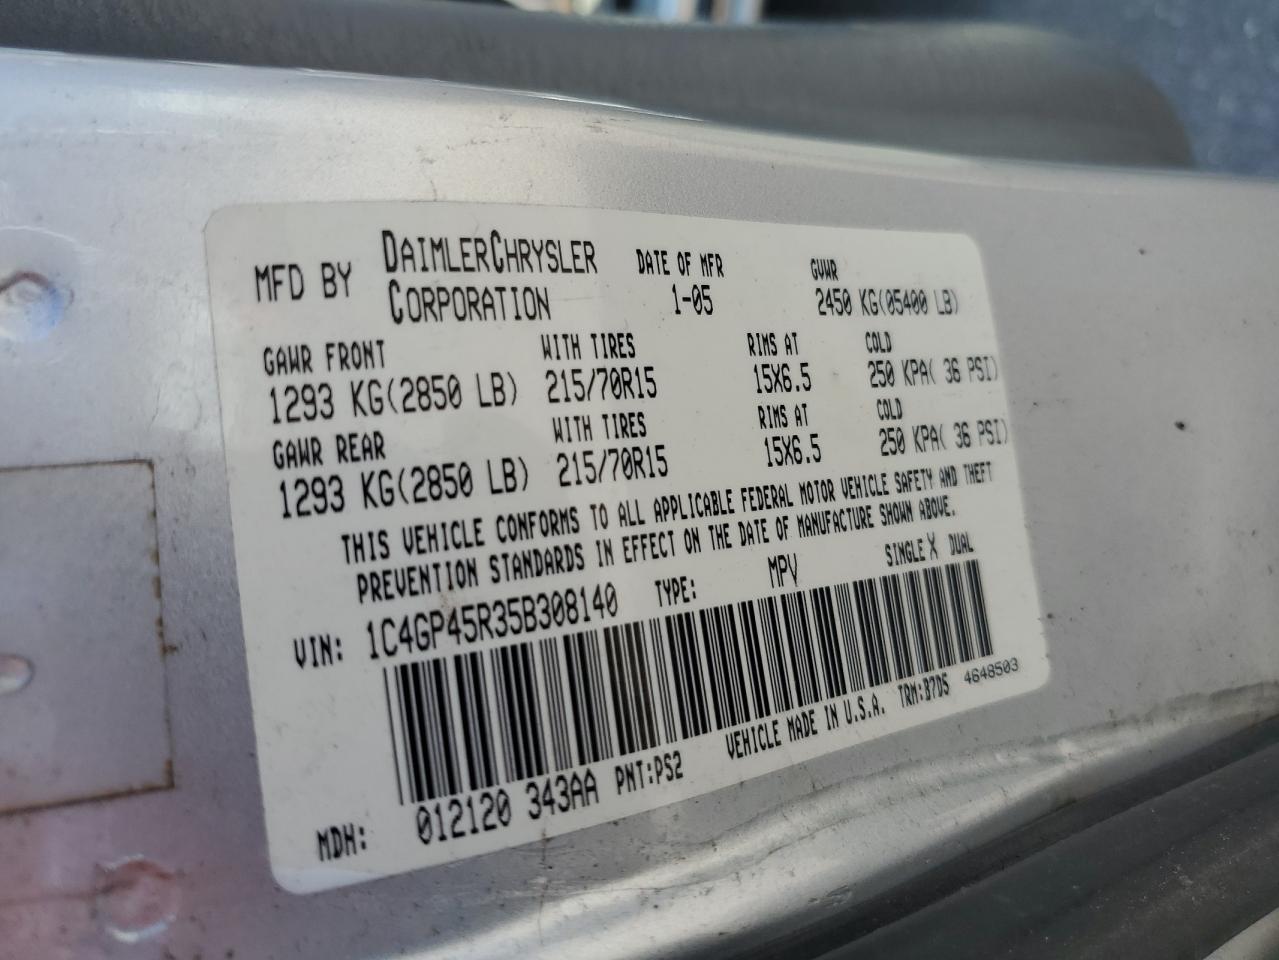 MFD BY DAIMLERCHRYSLER CORPORATION DATE OF MFR 1-05 GVWR 2450 KG(05400 LB)
GAWR FRONT WITH TIRES RIMS AT COLD
1293 KG(2850 LB) 215/70R15 15X6.5 250 KPA( 36 PSI)
GAWR REAR WITH TIRES RIMS AT COLD
1293 KG(2850 LB) 215/70R15 15X6.5 250 KPA( 36 PSI)
THIS VEHICLE CONFORMS TO ALL APPLICABLE FEDERAL MOTOR VEHICLE SAFETY AND THEFT
PREVENTION STANDARDS IN EFFECT ON THE DATE OF MANUFACTURE SHOWN ABOVE.
VIN: 1C4GP45R35B308140 TYPE: MPV SINGLE X DUAL
MDH: 012120 343AA PNT:PS2 VEHICLE MADE IN U.S.A. TRM:B7D5 4648503